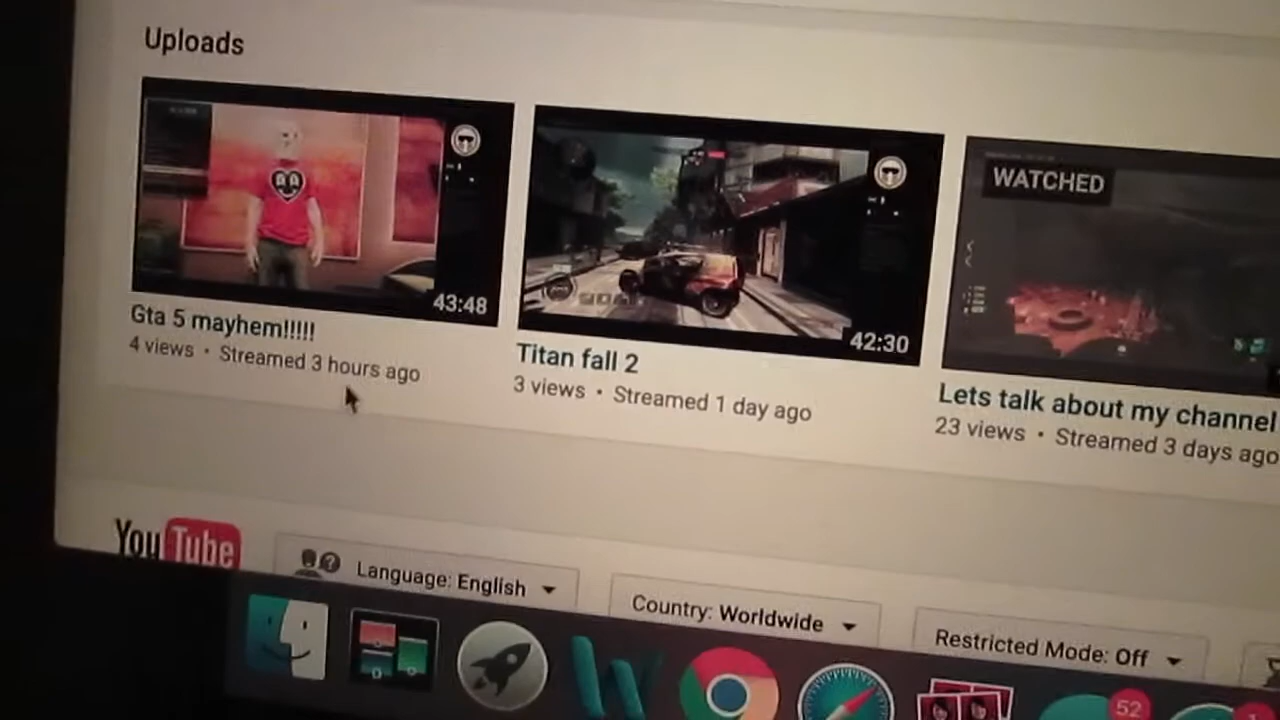 Uploads
WATCHED
43:48
42:30
Gta 5 mayhem!!!!!
4 views • Streamed 3 hours ago
Titan fall 2
3 views • Streamed 1 day ago
Lets talk about my channel
23 views • Streamed 3 days ago
YouTube
Language: English
Country: Worldwide
Restricted Mode: Off
52
1